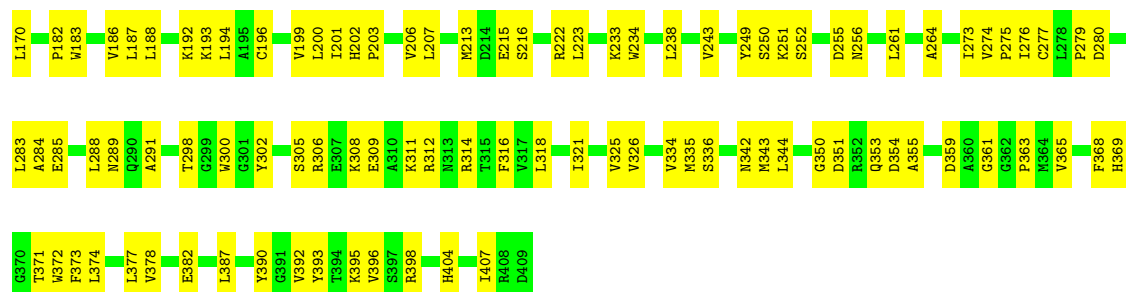 L170 P182 W183 V186 L187 L188 K192 K193 L194 A195 C196 V199 L200 I201 H202 P203 V206 L207 M213 D214 E215 S216 R222 L223 K233 W234 L238 V243 Y249 S250 K251 S252 D255 N256 L261 A264 I273 V274 P275 I276 C277 L278 P279 D280
L283 A284 E285 L288 N289 Q290 A291 T298 G299 W300 G301 Y302 S305 R306 E307 K308 E309 A310 K311 R312 N313 R314 T315 F316 V317 L318 I321 V325 V326 V334 M335 S336 N342 M343 L344 G350 D351 R352 Q353 D354 A355 D359 A360 G361 G362 P363 M364 V365 F368 H369
G370 T371 W372 F373 L374 L377 V378 E382 L387 Y390 G391 V392 Y393 T394 K395 V396 S397 R398 H404 I407 R408 D409